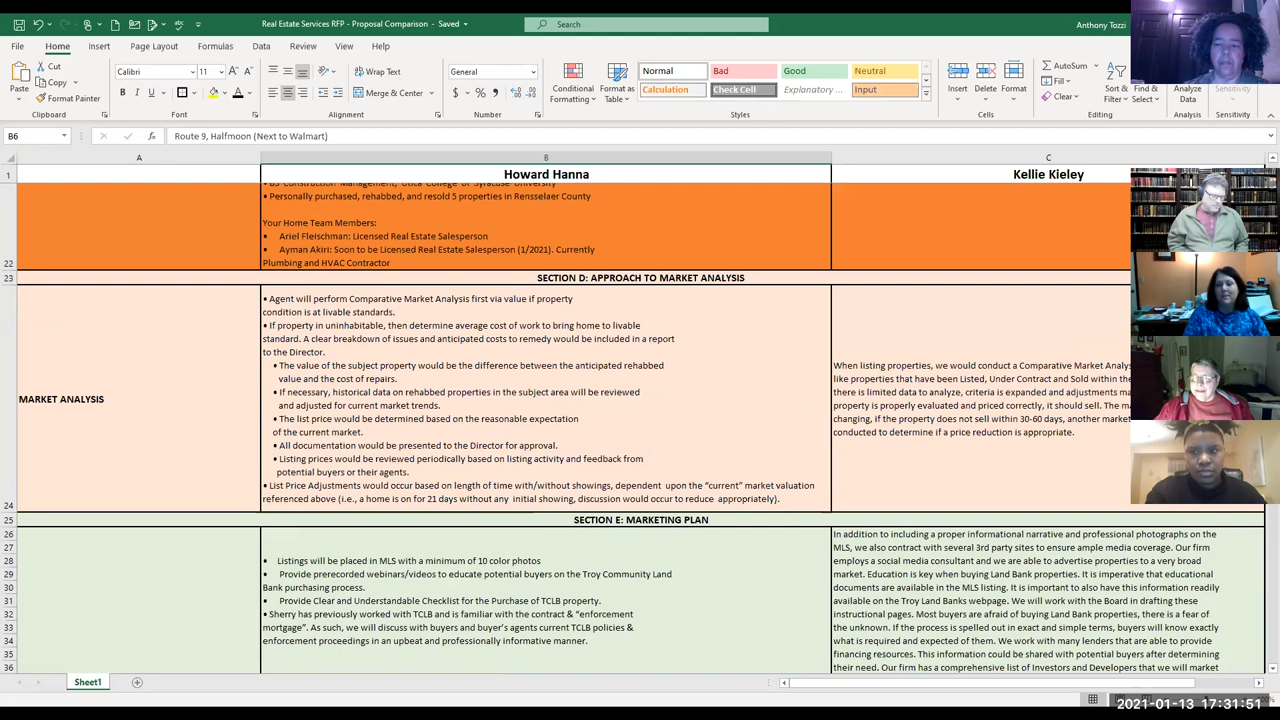 Real Estate Services RFP - Proposal Comparison - Saved
Search
Anthony Tozzi
File Home Insert Page Layout Formulas Data Review View Help
Cut
Copy
Format Painter
Paste
Clipboard
Calibri 11
Font
Wrap Text
Merge & Center
Alignment
General
Number
Conditional Formatting
Format as Table
Normal Bad Good Neutral
Calculation Check Cell Explanatory ... Input
Styles
Insert Delete Format
Cells
AutoSum
Fill
Clear
Sort & Filter
Find & Select
Editing
Analyze Data
Analysis
Sensitivity
Sensitivity
B6 Route 9, Halfmoon (Next to Walmart)
A B C
1 Howard Hanna Kellie Kieley
• BS Construction Management, Utica College of Syracuse University
• Personally purchased, rehabbed, and resold 5 properties in Rensselaer County
Your Home Team Members:
• Ariel Fleischman: Licensed Real Estate Salesperson
• Ayman Akiri: Soon to be Licensed Real Estate Salesperson (1/2021). Currently
22 Plumbing and HVAC Contractor
23 SECTION D: APPROACH TO MARKET ANALYSIS
MARKET ANALYSIS
• Agent will perform Comparative Market Analysis first via value if property
condition is at livable standards.
• If property in uninhabitable, then determine average cost of work to bring home to livable
standard. A clear breakdown of issues and anticipated costs to remedy would be included in a report
to the Director.
• The value of the subject property would be the difference between the anticipated rehabbed
value and the cost of repairs.
• If necessary, historical data on rehabbed properties in the subject area will be reviewed
and adjusted for current market trends.
• The list price would be determined based on the reasonable expectation
of the current market.
• All documentation would be presented to the Director for approval.
• Listing prices would be reviewed periodically based on listing activity and feedback from
potential buyers or their agents.
• List Price Adjustments would occur based on length of time with/without showings, dependent upon the "current" market valuation
referenced above (i.e., a home is on for 21 days without any initial showing, discussion would occur to reduce appropriately).
When listing properties, we would conduct a Comparative Market Analys
like properties that have been Listed, Under Contract and Sold within the
there is limited data to analyze, criteria is expanded and adjustments ma
property is properly evaluated and priced correctly, it should sell. The ma
changing, if the property does not sell within 30-60 days, another market
conducted to determine if a price reduction is appropriate.
24
25 SECTION E: MARKETING PLAN
26
27
28
29
30
31
32
33
34
35
36
• Listings will be placed in MLS with a minimum of 10 color photos
• Provide prerecorded webinars/videos to educate potential buyers on the Troy Community Land
Bank purchasing process.
• Provide Clear and Understandable Checklist for the Purchase of TCLB property.
• Sherry has previously worked with TCLB and is familiar with the contract & "enforcement
mortgage". As such, we will discuss with buyers and buyer's agents current TCLB policies &
enforcement proceedings in an upbeat and professionally informative manner.
In addition to including a proper informational narrative and professional photographs on the
MLS, we also contract with several 3rd party sites to ensure ample media coverage. Our firm
employs a social media consultant and we are able to advertise properties to a very broad
market. Education is key when buying Land Bank properties. It is imperative that educational
documents are available in the MLS listing. It is important to also have this information readily
available on the Troy Land Banks webpage. We will work with the Board in drafting these
instructional pages. Most buyers are afraid of buying Land Bank properties, there is a fear of
the unknown. If the process is spelled out in exact and simple terms, buyers will know exactly
what is required and expected of them. We work with many lenders that are able to provide
financing resources. This information could be shared with potential buyers after determining
their need. Our firm has a comprehensive list of Investors and Developers that we will market
Sheet1
2021-01-13 17:31:51